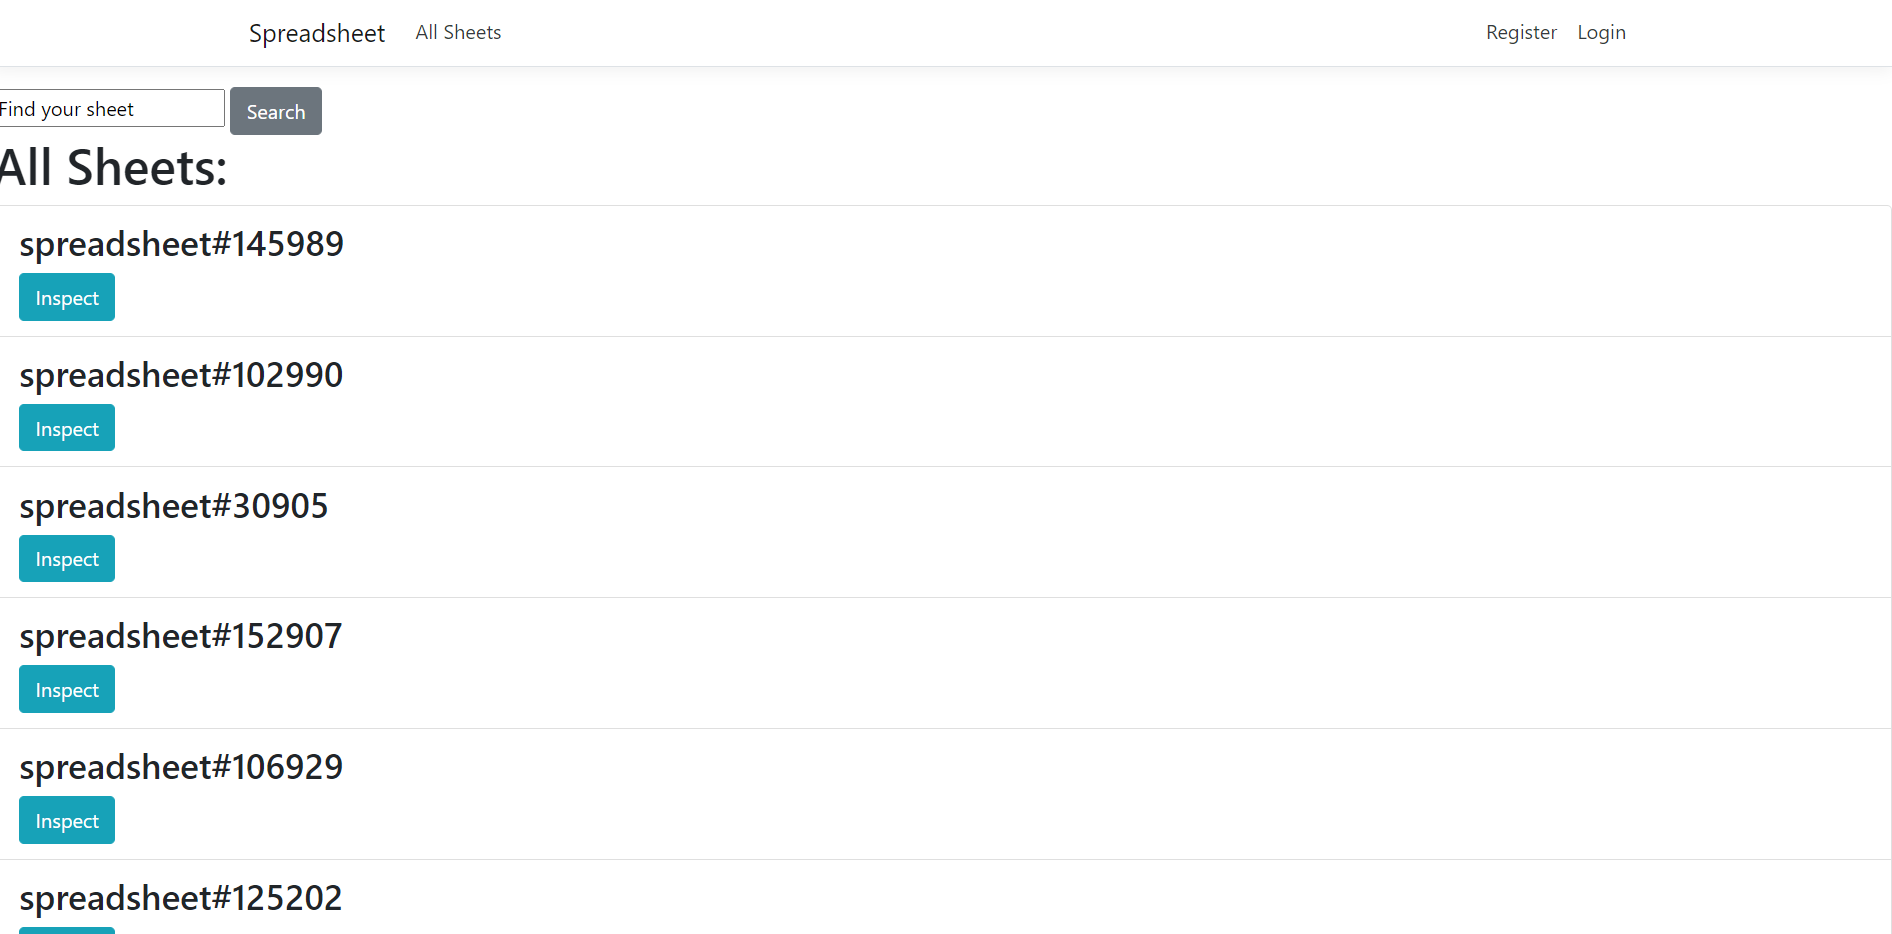 Spreadsheet All Sheets Register Login
Find your sheet Search
All Sheets:
spreadsheet#145989
Inspect
spreadsheet#102990
Inspect
spreadsheet#30905
Inspect
spreadsheet#152907
Inspect
spreadsheet#106929
Inspect
spreadsheet#125202